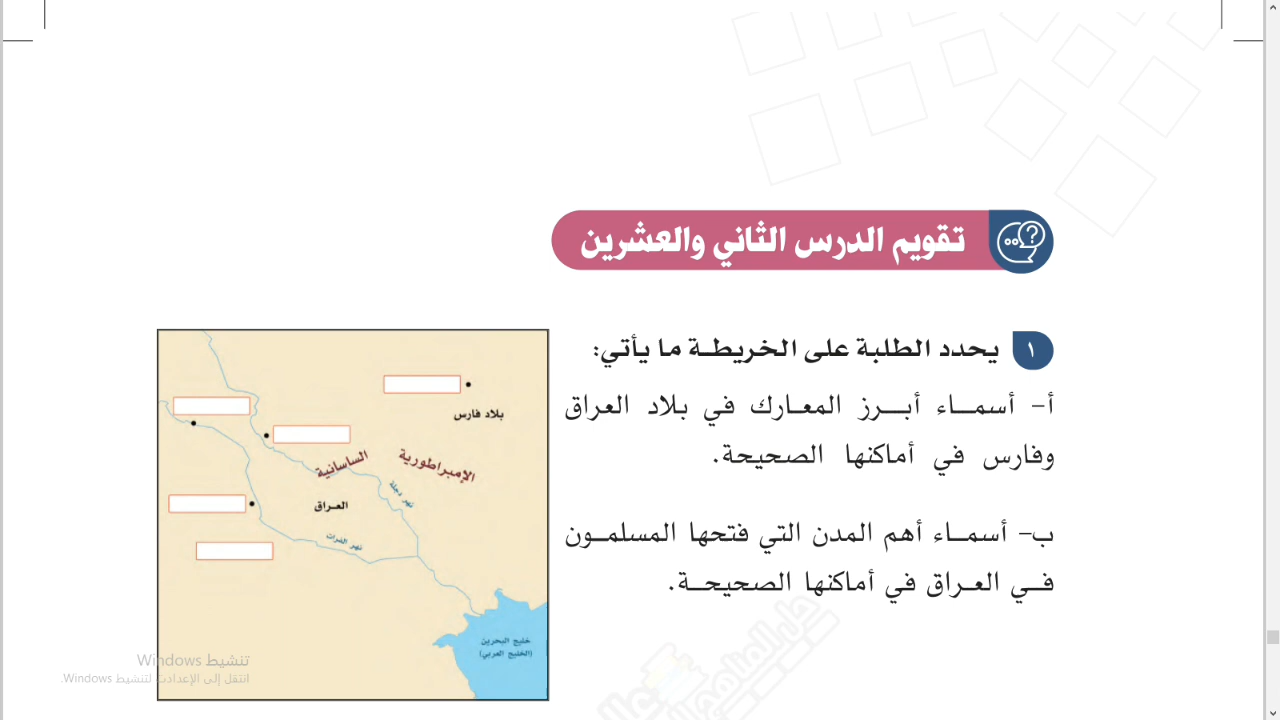 تقويم الدرس الثاني والعشرين
١ يحدد الطلبة على الخريطة ما يأتي:
أ- أسماء أبرز المعارك في بلاد العراق
وفارس في أماكنها الصحيحة.
ب- أسماء أهم المدن التي فتحها المسلمون
في العراق في أماكنها الصحيحة.
بلاد فارس
الإمبراطورية الساسانية
نهر دجلة
العراق
نهر الفرات
خليج البحرين
(الخليج العربي)
تنشيط Windows
انتقل إلى الإعدادات لتنشيط Windows.